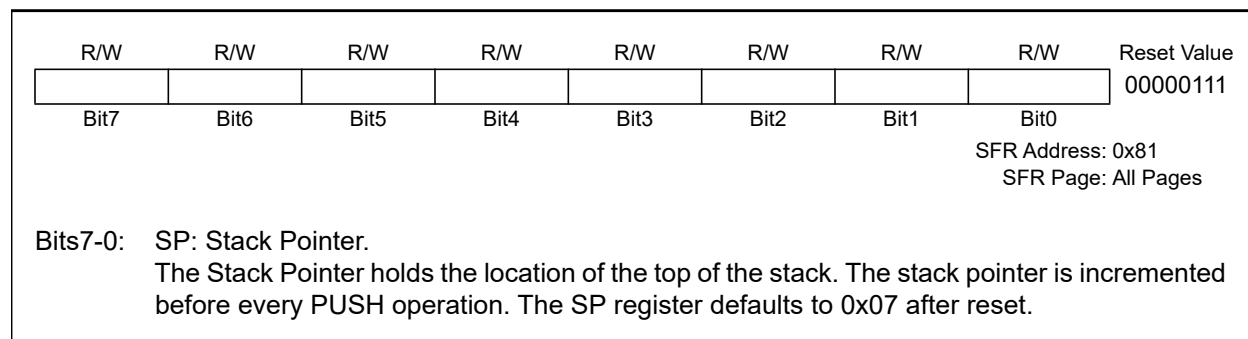 R/W R/W R/W R/W R/W R/W R/W R/W Reset Value
00000111
Bit7 Bit6 Bit5 Bit4 Bit3 Bit2 Bit1 Bit0
SFR Address: 0x81
SFR Page: All Pages
Bits7-0: SP: Stack Pointer.
The Stack Pointer holds the location of the top of the stack. The stack pointer is incremented
before every PUSH operation. The SP register defaults to 0x07 after reset.